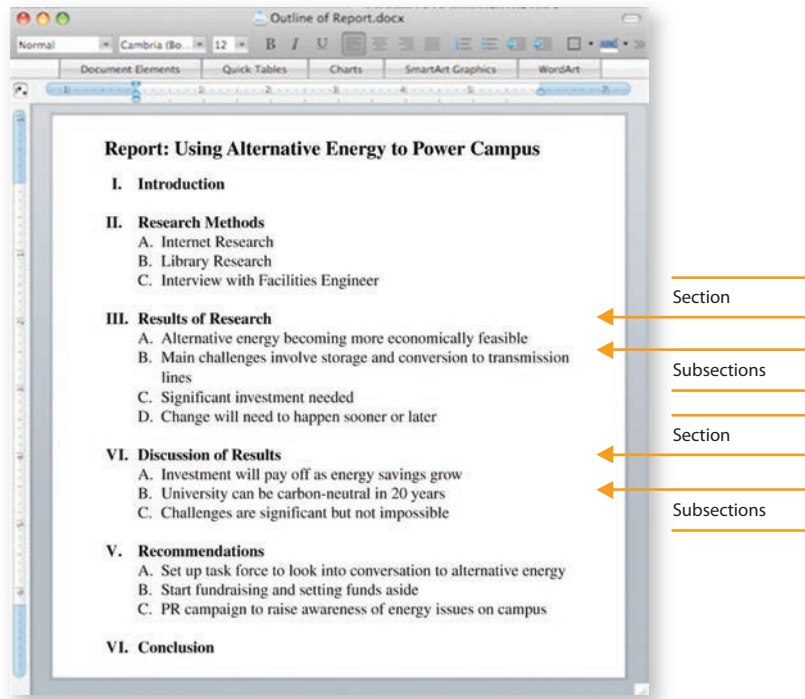 Outline of Report.docx
Normal Cambria (Bo... 12 B I U
Document Elements Quick Tables Charts SmartArt Graphics WordArt
Report: Using Alternative Energy to Power Campus
I. Introduction
II. Research Methods
A. Internet Research
B. Library Research
C. Interview with Facilities Engineer
III. Results of Research
A. Alternative energy becoming more economically feasible
B. Main challenges involve storage and conversion to transmission
lines
C. Significant investment needed
D. Change will need to happen sooner or later
VI. Discussion of Results
A. Investment will pay off as energy savings grow
B. University can be carbon-neutral in 20 years
C. Challenges are significant but not impossible
V. Recommendations
A. Set up task force to look into conversation to alternative energy
B. Start fundraising and setting funds aside
C. PR campaign to raise awareness of energy issues on campus
VI. Conclusion
Section
Subsections
Section
Subsections